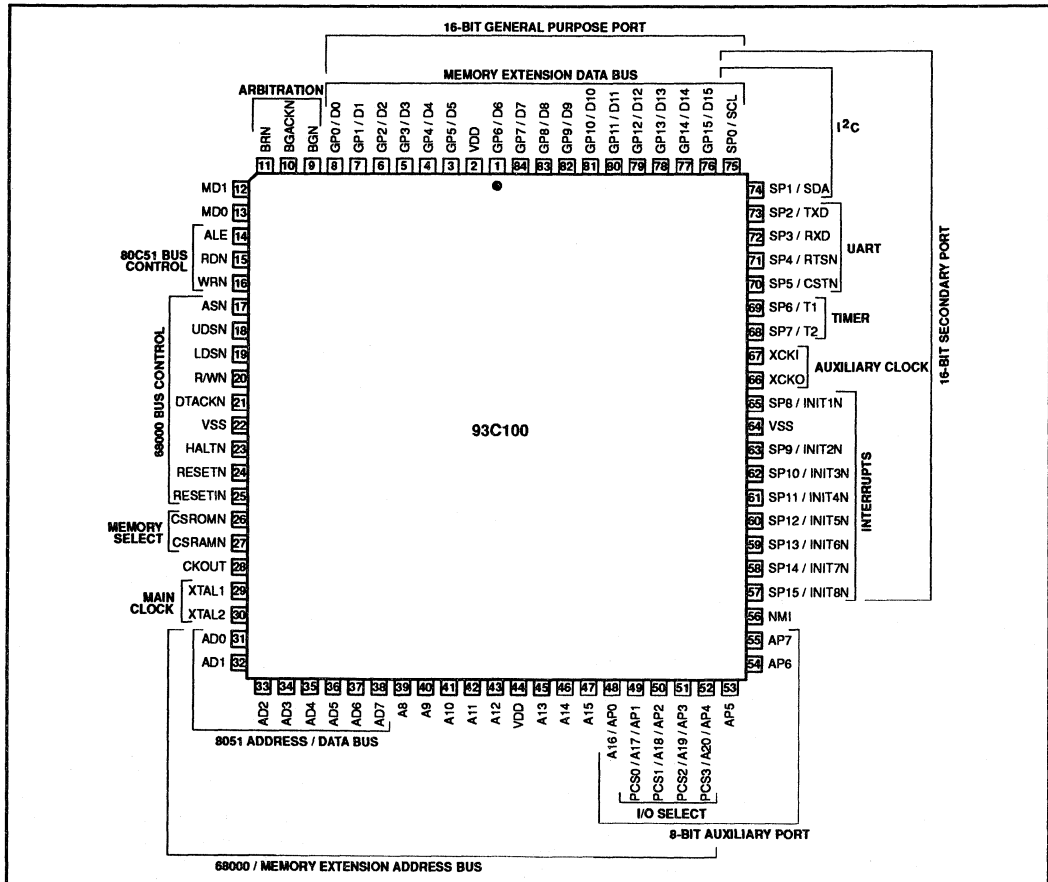 16-BIT GENERAL PURPOSE PORT
MEMORY EXTENSION DATA BUS
ARBITRATION
I²C
BRN
BGACKN
BGN
GP0 / D0
GP1 / D1
GP2 / D2
GP3 / D3
GP4 / D4
GP5 / D5
VDD
GP6 / D6
GP7 / D7
GP8 / D8
GP9 / D9
GP10 / D10
GP11 / D11
GP12 / D12
GP13 / D13
GP14 / D14
GP15 / D15
SP0 / SCL
11 10 9 8 7 6 5 4 3 2 1 84 83 82 81 80 79 78 77 76 75
MD1 12
MD0 13
80C51 BUS
CONTROL
ALE 14
RDN 15
WRN 16
68000 BUS CONTROL
ASN 17
UDSN 18
LDSN 19
R/WN 20
DTACKN 21
VSS 22
HALTN 23
RESETN 24
RESETIN 25
MEMORY
SELECT
CSROMN 26
CSRAMN 27
CKOUT 28
MAIN
CLOCK
XTAL1 29
XTAL2 30
AD0 31
AD1 32
93C100
74 SP1 / SDA
73 SP2 / TXD
72 SP3 / RXD
71 SP4 / RTSN
70 SP5 / CSTN
UART
69 SP6 / T1
68 SP7 / T2
TIMER
67 XCKI
66 XCKO
AUXILIARY CLOCK
65 SP8 / INIT1N
64 VSS
63 SP9 / INIT2N
62 SP10 / INIT3N
61 SP11 / INIT4N
60 SP12 / INIT5N
59 SP13 / INIT6N
58 SP14 / INIT7N
57 SP15 / INIT8N
INTERRUPTS
16-BIT SECONDARY PORT
56 NMI
55 AP7
54 AP6
33 34 35 36 37 38 39 40 41 42 43 44 45 46 47 48 49 50 51 52 53
AD2
AD3
AD4
AD5
AD6
AD7
A8
A9
A10
A11
A12
VDD
A13
A14
A15
A16 / AP0
PCS0 / A17 / AP1
PCS1 / A18 / AP2
PCS2 / A19 / AP3
PCS3 / A20 / AP4
AP5
8051 ADDRESS / DATA BUS
I/O SELECT
8-BIT AUXILIARY PORT
68000 / MEMORY EXTENSION ADDRESS BUS